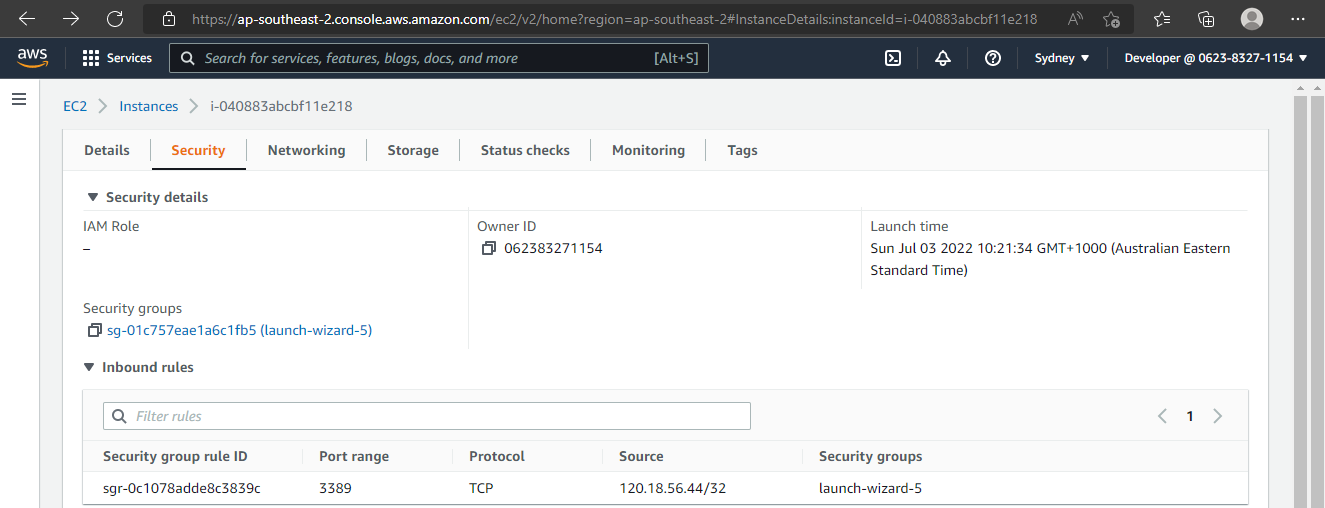 https://ap-southeast-2.console.aws.amazon.com/ec2/v2/home?region=ap-southeast-2#InstanceDetails:instanceId=i-040883abcbf11e218
aws Services Search for services, features, blogs, docs, and more [Alt+S] Sydney Developer @ 0623-8327-1154
EC2 Instances i-040883abcbf11e218
Details Security Networking Storage Status checks Monitoring Tags
Security details
IAM Role Owner ID Launch time
– 062383271154 Sun Jul 03 2022 10:21:34 GMT+1000 (Australian Eastern
Standard Time)
Security groups
sg-01c757eae1a6c1fb5 (launch-wizard-5)
Inbound rules
Filter rules 1
Security group rule ID Port range Protocol Source Security groups
sgr-0c1078adde8c3839c 3389 TCP 120.18.56.44/32 launch-wizard-5